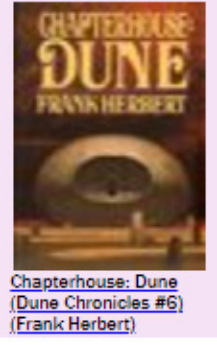 CHAPTERHOUSE:
DUNE
FRANK HERBERT
Chapterhouse: Dune
(Dune Chronicles #6)
(Frank Herbert)